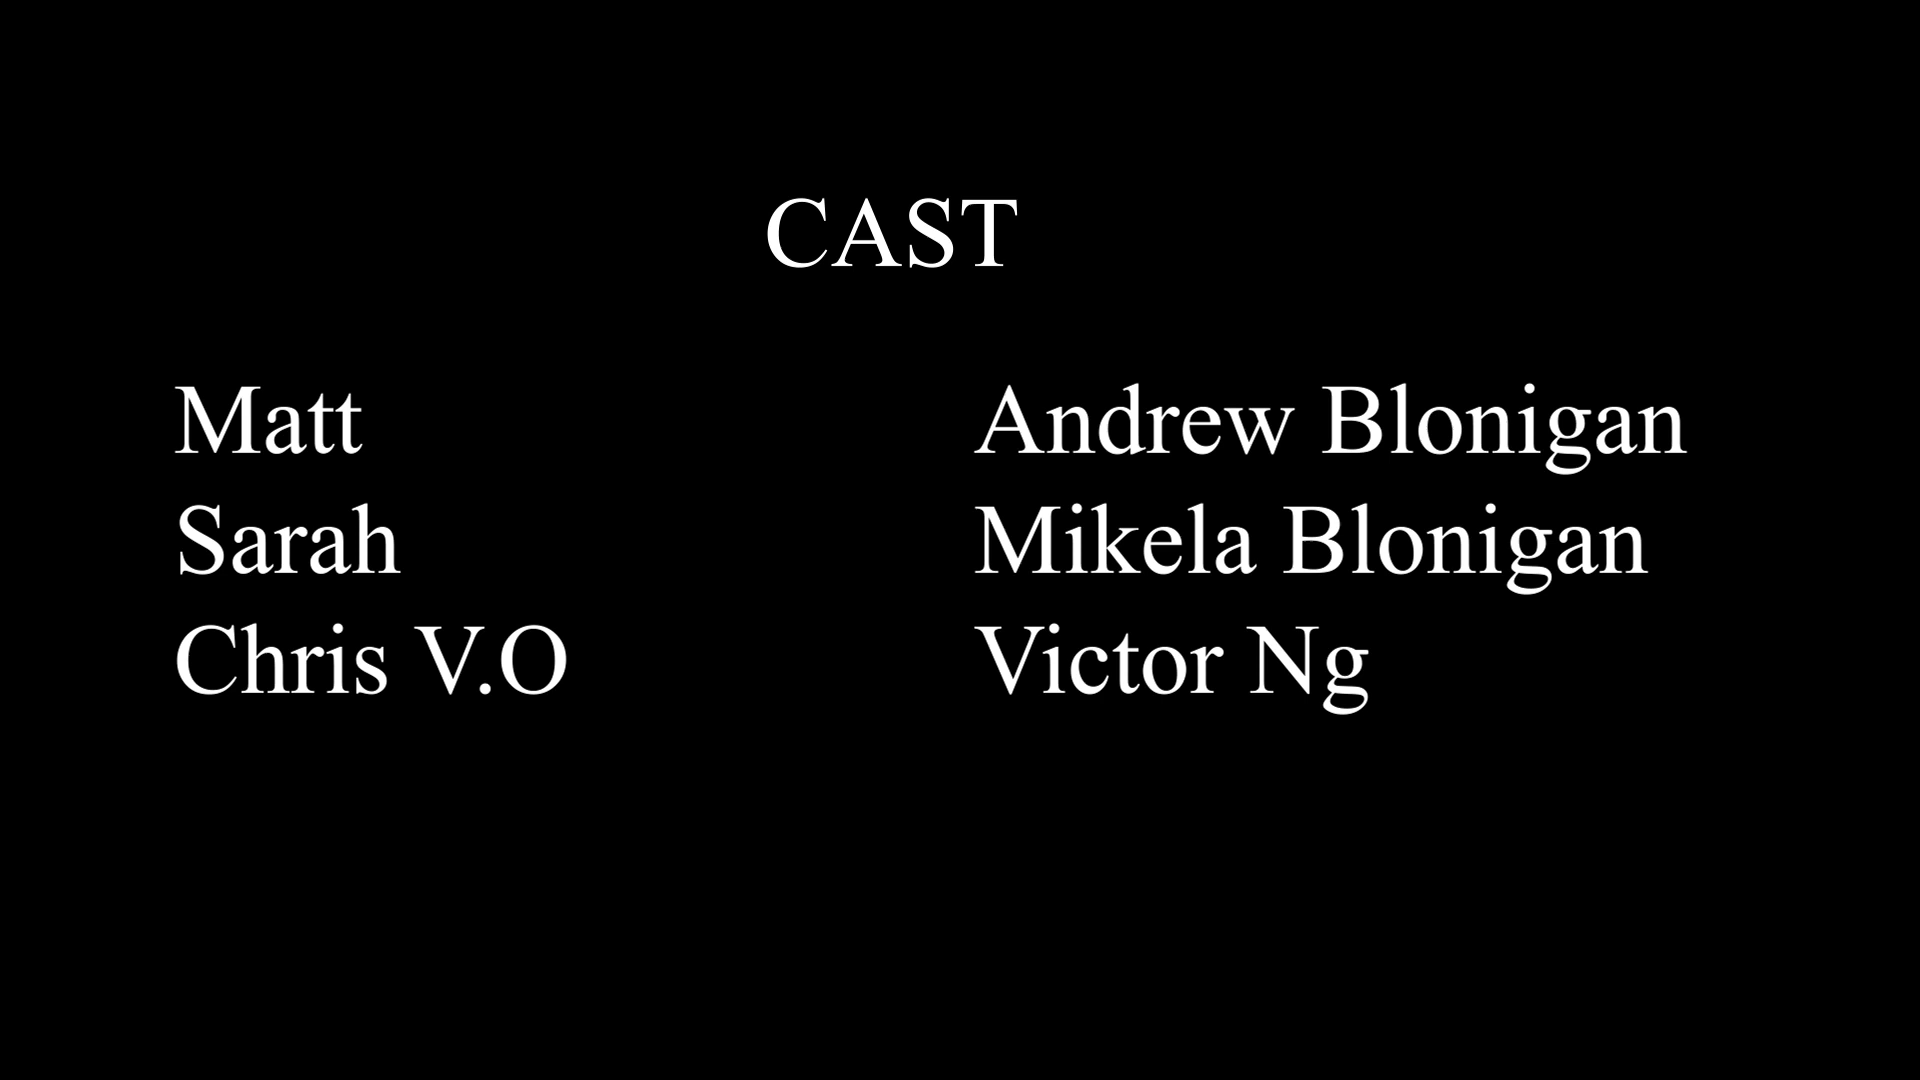 CAST
Matt Andrew Blonigan
Sarah Mikela Blonigan
Chris V.O Victor Ng